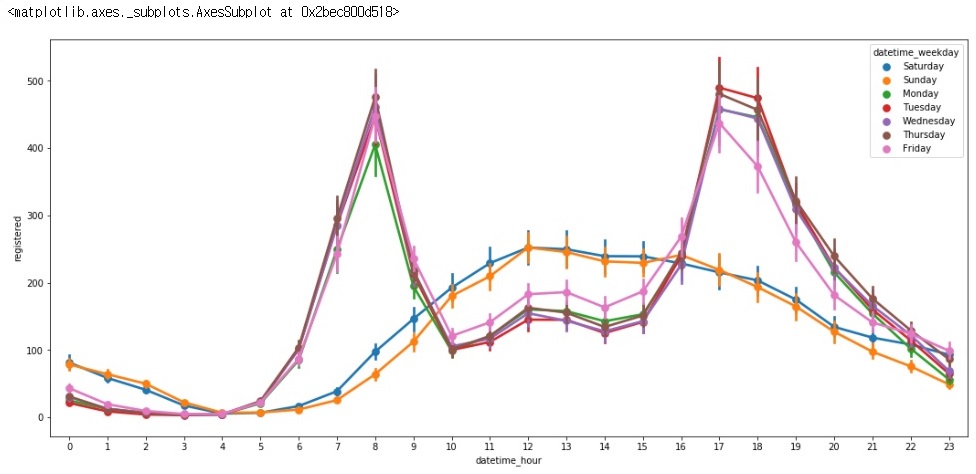 <matplotlib.axes._subplots.AxesSubplot at 0x2bec800d518>
datetime_weekday
Saturday
Sunday
Monday
Tuesday
Wednesday
Thursday
Friday
registered
500
400
300
200
100
0
0 1 2 3 4 5 6 7 8 9 10 11 12 13 14 15 16 17 18 19 20 21 22 23
datetime_hour